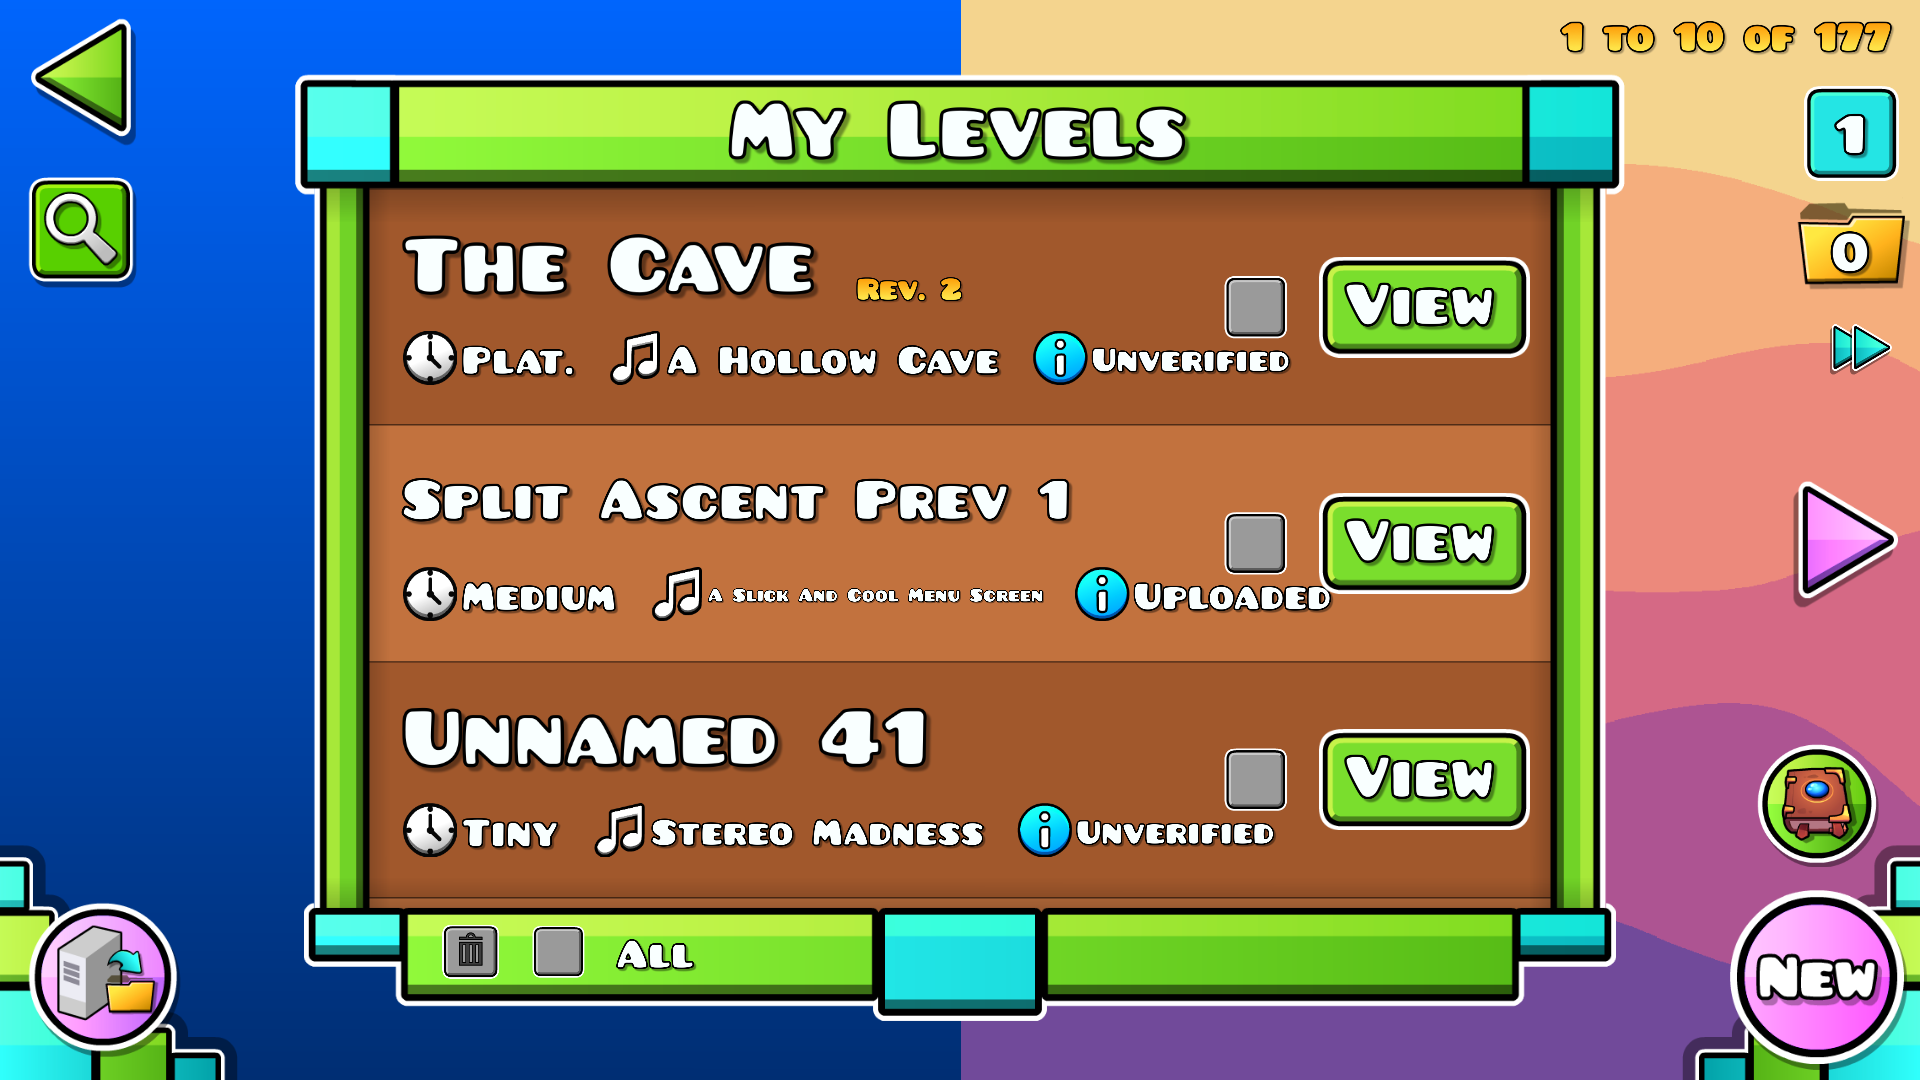 1 to 10 of 177
My Levels
1
0
The Cave Rev. 2
View
Plat. A Hollow Cave Unverified
Split Ascent Prev 1
View
Medium A Slick And Cool Menu Screen Uploaded
Unnamed 41
View
Tiny Stereo Madness Unverified
All
New